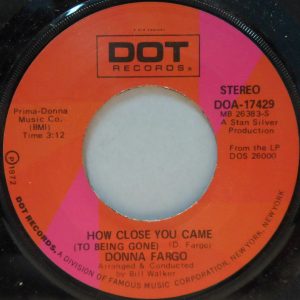 DOT
RECORDS
STEREO
DOA-17429
MB 26383-S
A Stan Silver
Production
Prima-Donna
Music Co.
(BMI)
Time 3:12
From the LP
DOS 26000
℗1972
HOW CLOSE YOU CAME
(TO BEING GONE) (D. Fargo)
DONNA FARGO
Arranged & Conducted
by Bill Walker
DOT RECORDS, A DIVISION OF FAMOUS MUSIC CORPORATION, NEW YORK, NEW YORK